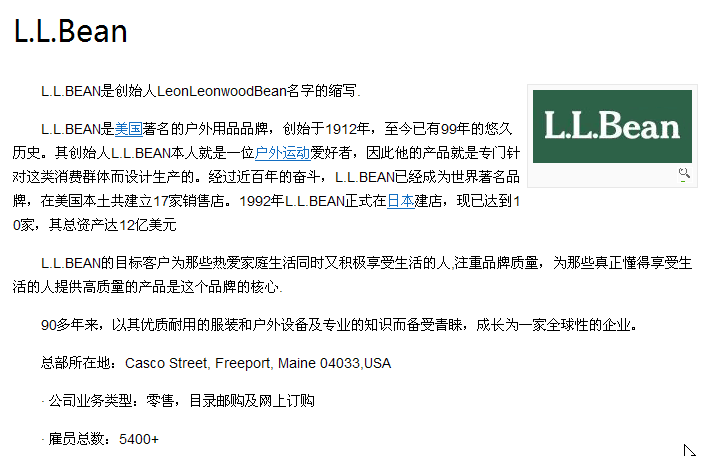 L.L.Bean
L.L.BEAN是创始人LeonLeonwoodBean名字的缩写.
L.L.Bean
L.L.BEAN是美国著名的户外用品品牌，创始于1912年，至今已有99年的悠久
历史。其创始人L.L.BEAN本人就是一位户外运动爱好者，因此他的产品就是专门针
对这类消费群体而设计生产的。经过近百年的奋斗，L.L.BEAN已经成为世界著名品
牌，在美国本土共建立17家销售店。1992年L.L.BEAN正式在日本建店，现已达到1
0家，其总资产达12亿美元
L.L.BEAN的目标客户为那些热爱家庭生活同时又积极享受生活的人,注重品牌质量，为那些真正懂得享受生
活的人提供高质量的产品是这个品牌的核心.
90多年来，以其优质耐用的服装和户外设备及专业的知识而备受青睐，成长为一家全球性的企业。
总部所在地：Casco Street, Freeport, Maine 04033,USA
· 公司业务类型：零售，目录邮购及网上订购
· 雇员总数：5400+